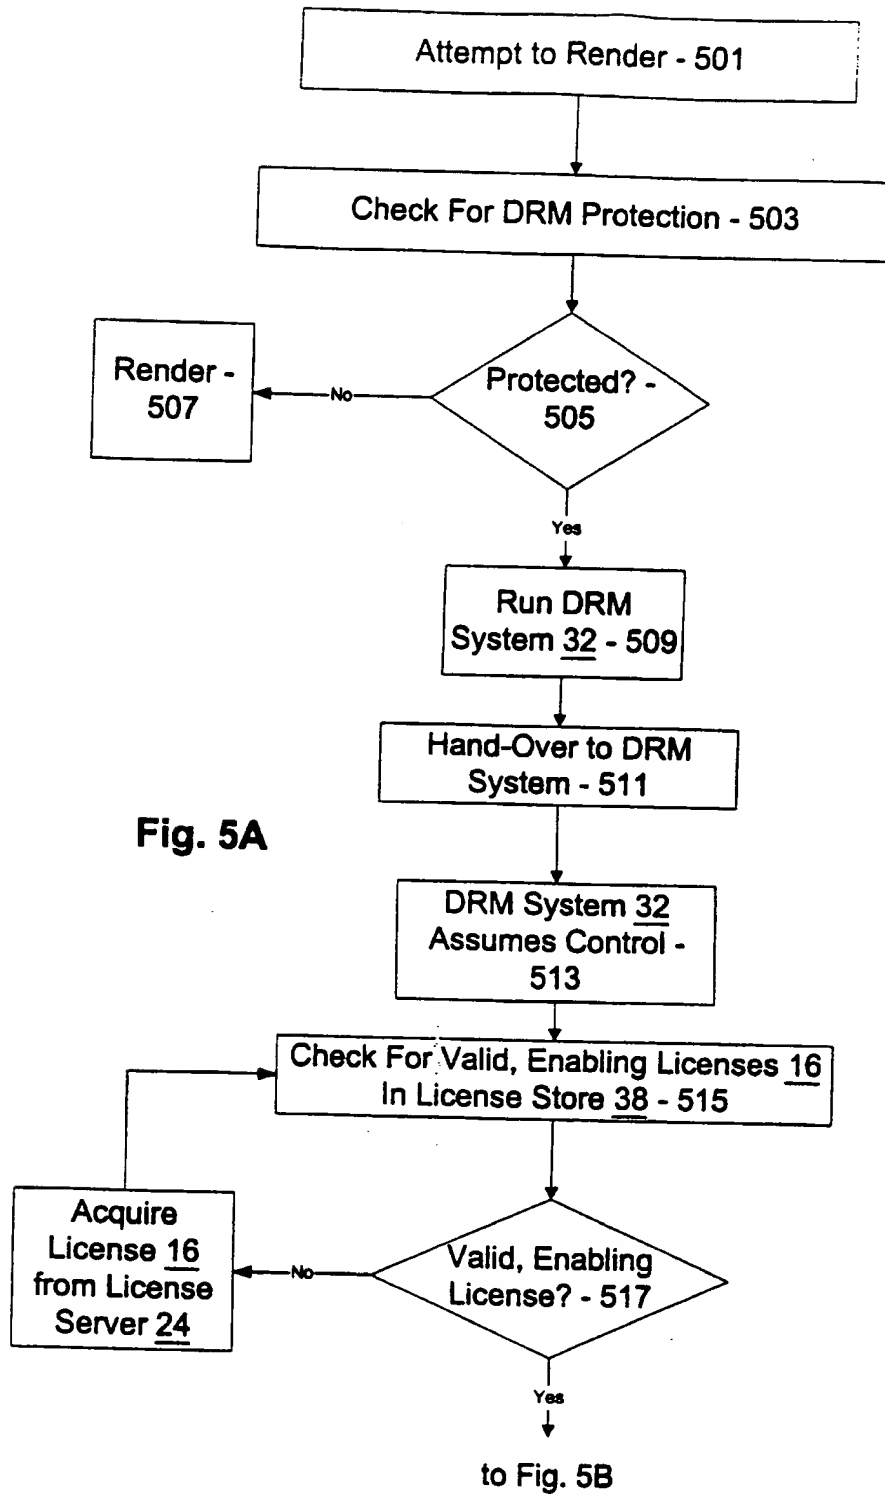 Attempt to Render - 501
Check For DRM Protection - 503
Render -
507
No
Protected? -
505
Yes
Run DRM
System 32 - 509
Hand-Over to DRM
System - 511
Fig. 5A
DRM System 32
Assumes Control -
513
Check For Valid, Enabling Licenses 16
In License Store 38 - 515
Acquire
License 16
from License
Server 24
No
Valid, Enabling
License? - 517
Yes
to Fig. 5B